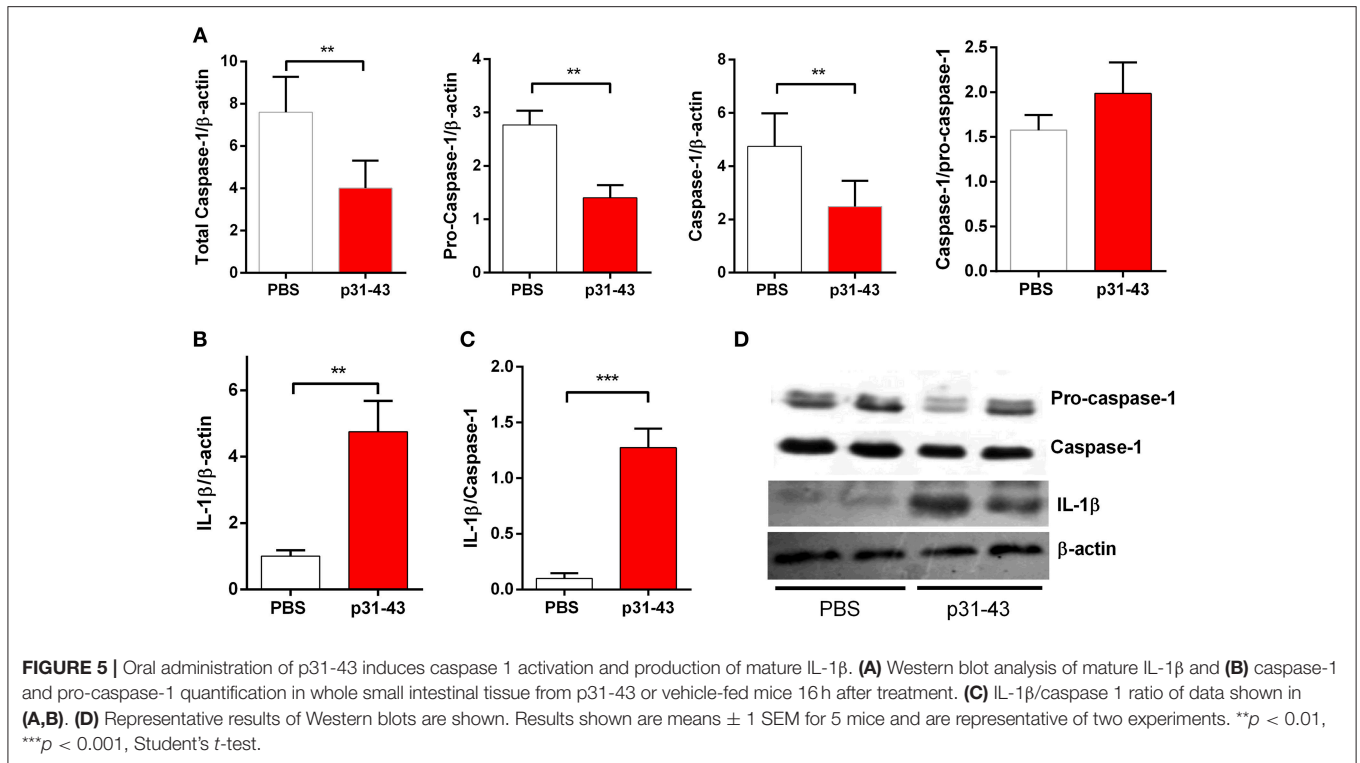 A
Total Caspase-1/β-actin
10
8
6
4
2
0
**
PBS p31-43
Pro-Caspase-1/β-actin
4
3
2
1
0
**
PBS p31-43
Caspase-1/β-actin
8
6
4
2
0
**
PBS p31-43
Caspase-1/pro-caspase-1
2.5
2.0
1.5
1.0
0.5
0.0
PBS p31-43
B
IL-1β/β-actin
6
4
2
0
**
PBS p31-43
C
IL-1β/Caspase-1
2.0
1.5
1.0
0.5
0.0
***
PBS p31-43
D
Pro-caspase-1
Caspase-1
IL-1β
β-actin
PBS p31-43
FIGURE 5 | Oral administration of p31-43 induces caspase 1 activation and production of mature IL-1β. (A) Western blot analysis of mature IL-1β and (B) caspase-1
and pro-caspase-1 quantification in whole small intestinal tissue from p31-43 or vehicle-fed mice 16 h after treatment. (C) IL-1β/caspase 1 ratio of data shown in
(A,B). (D) Representative results of Western blots are shown. Results shown are means ± 1 SEM for 5 mice and are representative of two experiments. **p < 0.01,
***p < 0.001, Student's t-test.